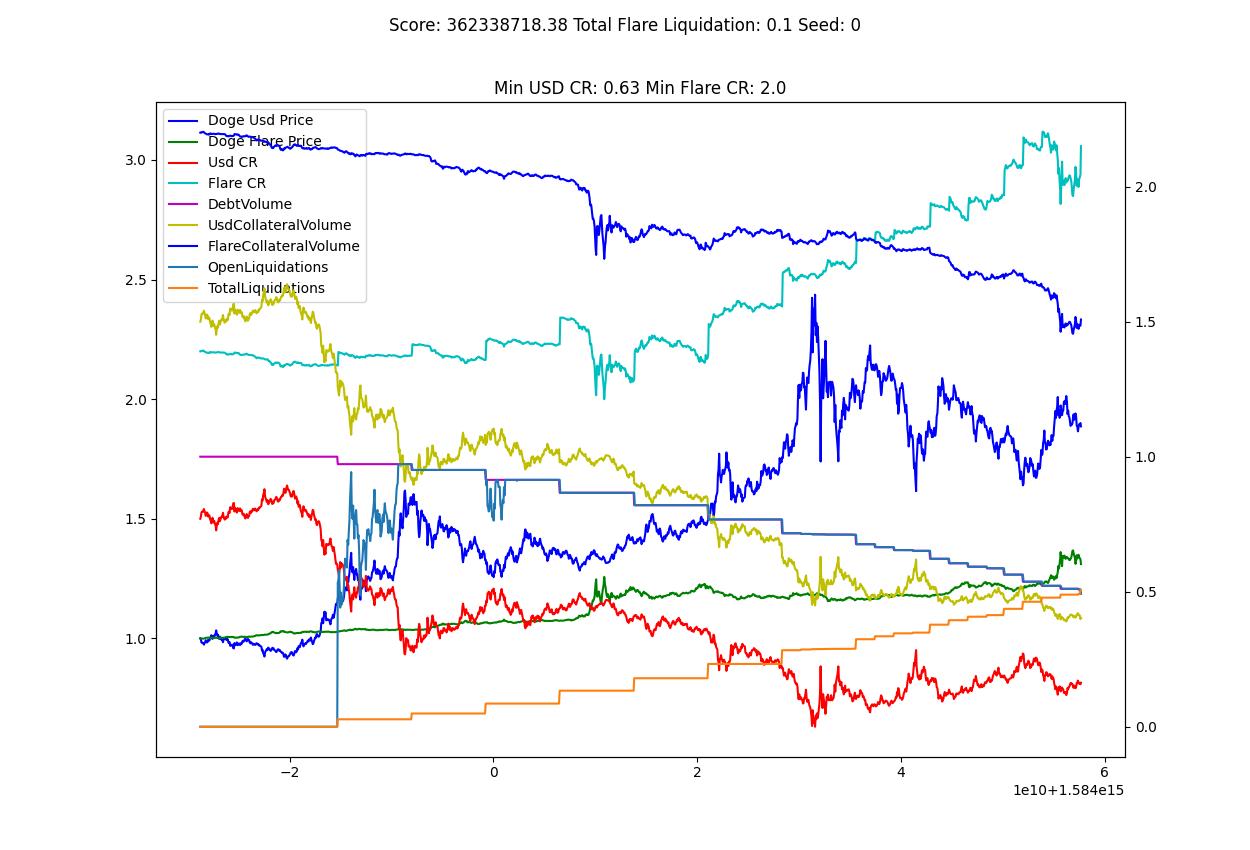 Score: 362338718.38 Total Flare Liquidation: 0.1 Seed: 0
Min USD CR: 0.63 Min Flare CR: 2.0
Doge Usd Price
Doge Flare Price
Usd CR
Flare CR
DebtVolume
UsdCollateralVolume
FlareCollateralVolume
OpenLiquidations
TotalLiquidations
3.0
2.5
2.0
1.5
1.0
2.0
1.5
1.0
0.5
0.0
−2 0 2 4 6
1e10+1.584e15